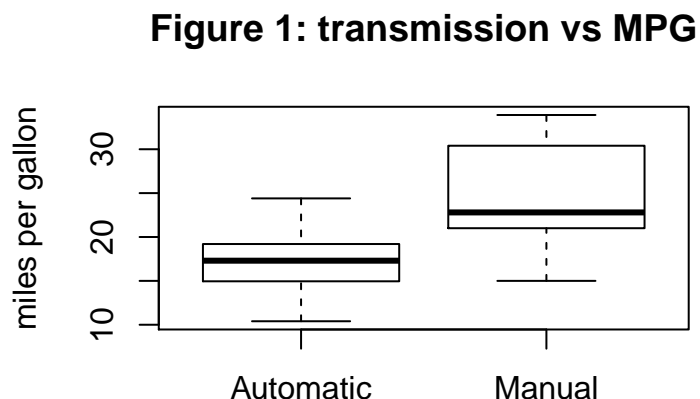 Figure 1: transmission vs MPG
miles per gallon
30
20
10
Automatic
Manual